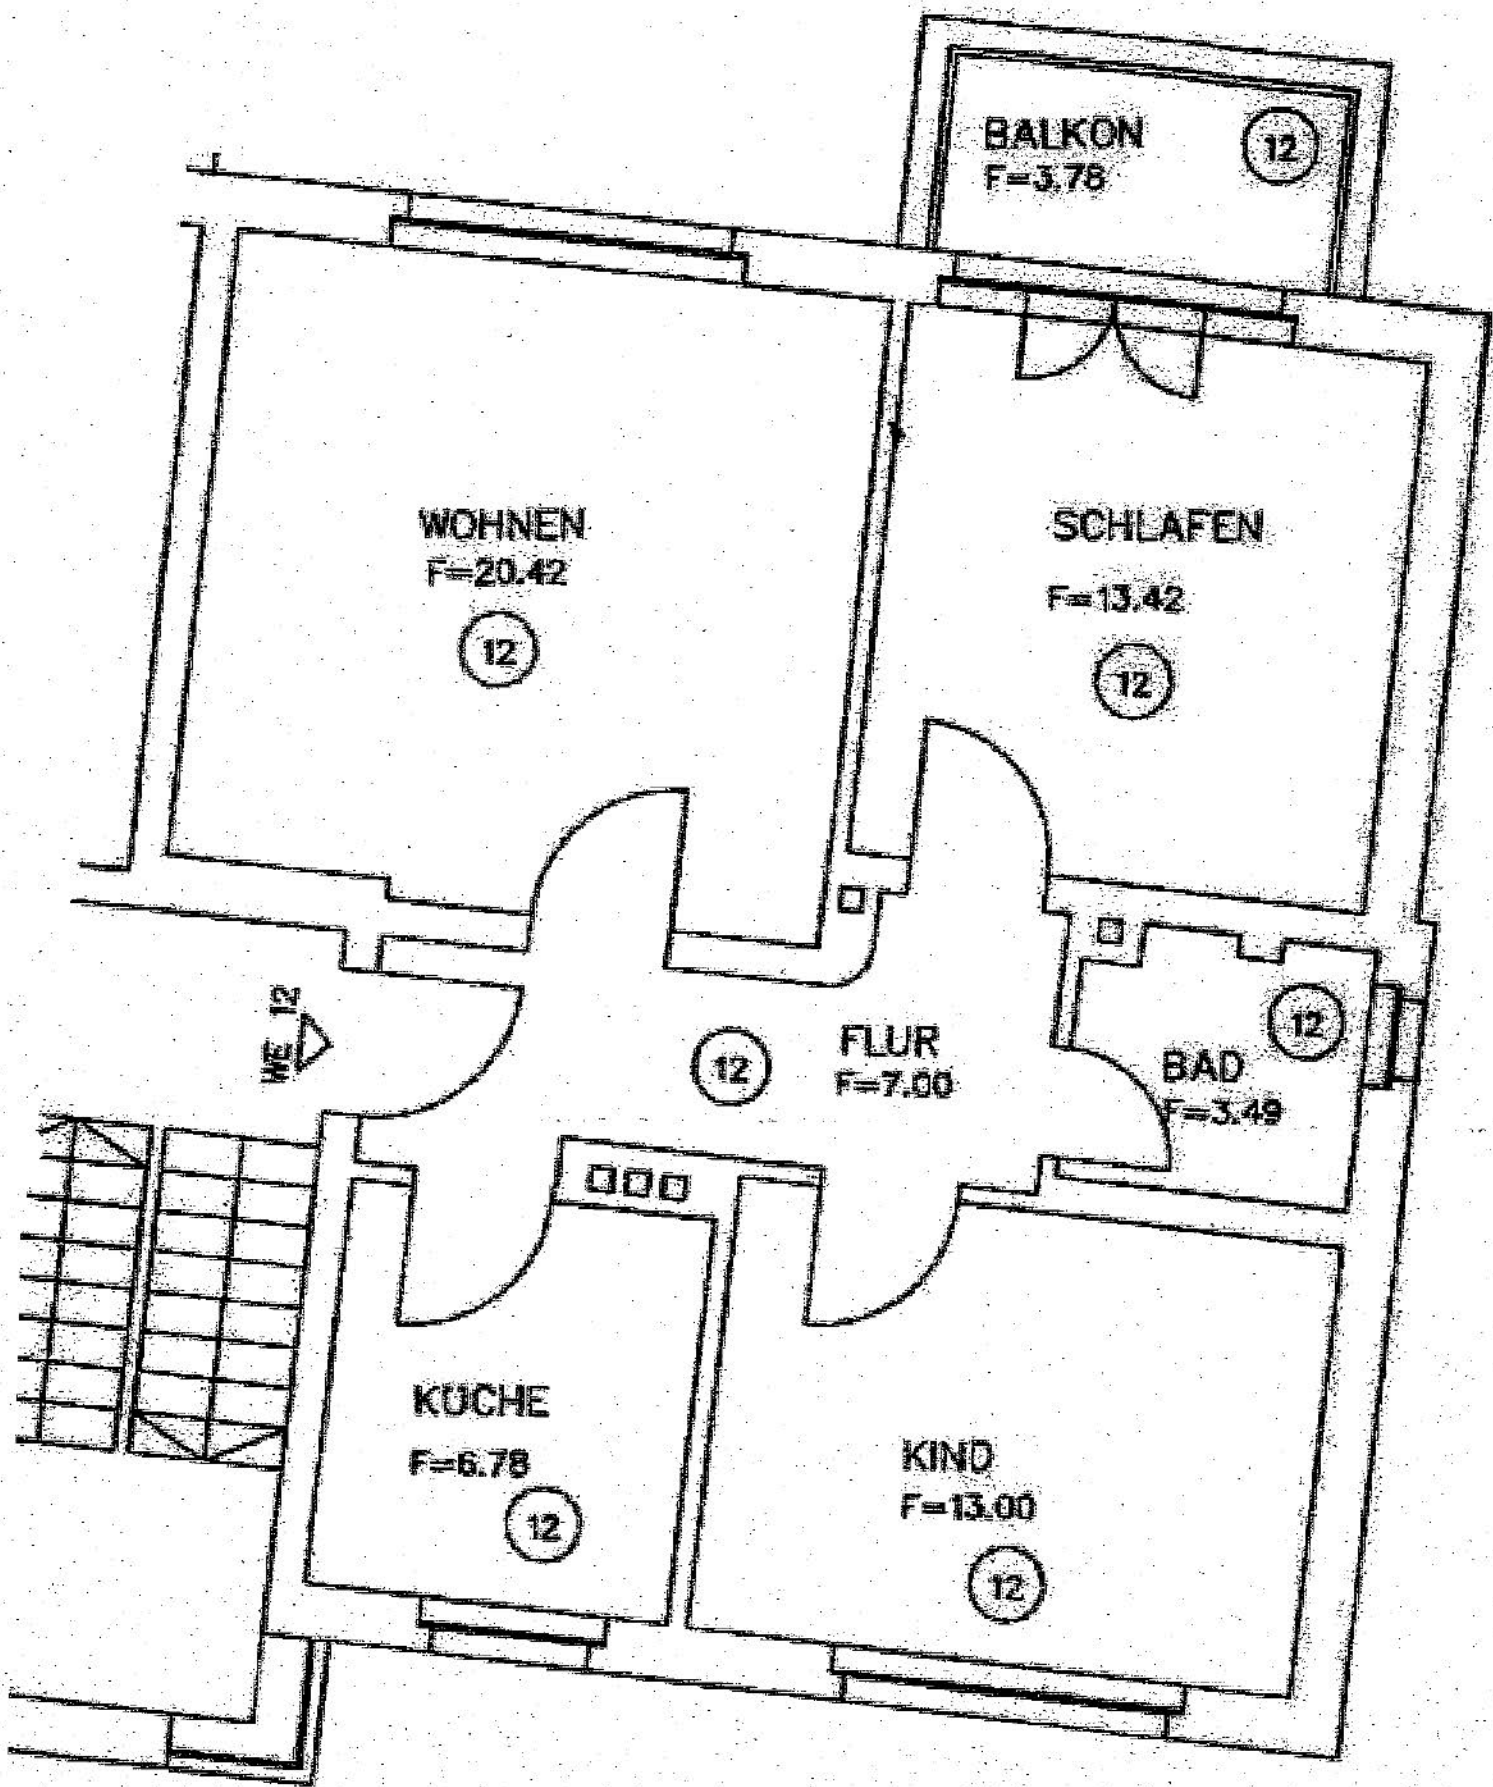 BALKON
F=3.78
12
WOHNEN
F=20.42
12
SCHLAFEN
F=13.42
12
WE 12
12
FLUR
F=7.00
12
BAD
F=3.49
KÜCHE
F=6.78
12
KIND
F=13.00
12